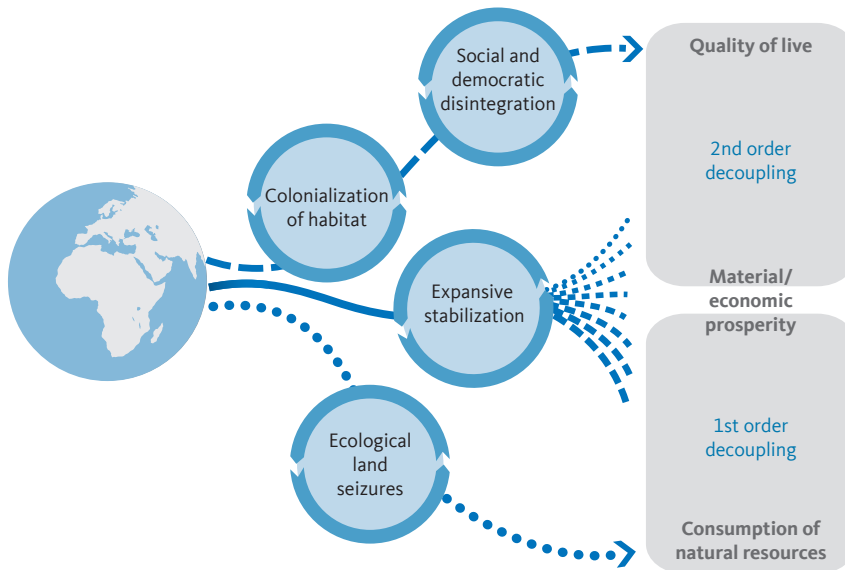 Social and
democratic
disintegration
Colonialization
of habitat
Expansive
stabilization
Ecological
land
seizures
Quality of live
2nd order
decoupling
Material/
economic
prosperity
1st order
decoupling
Consumption of
natural resources